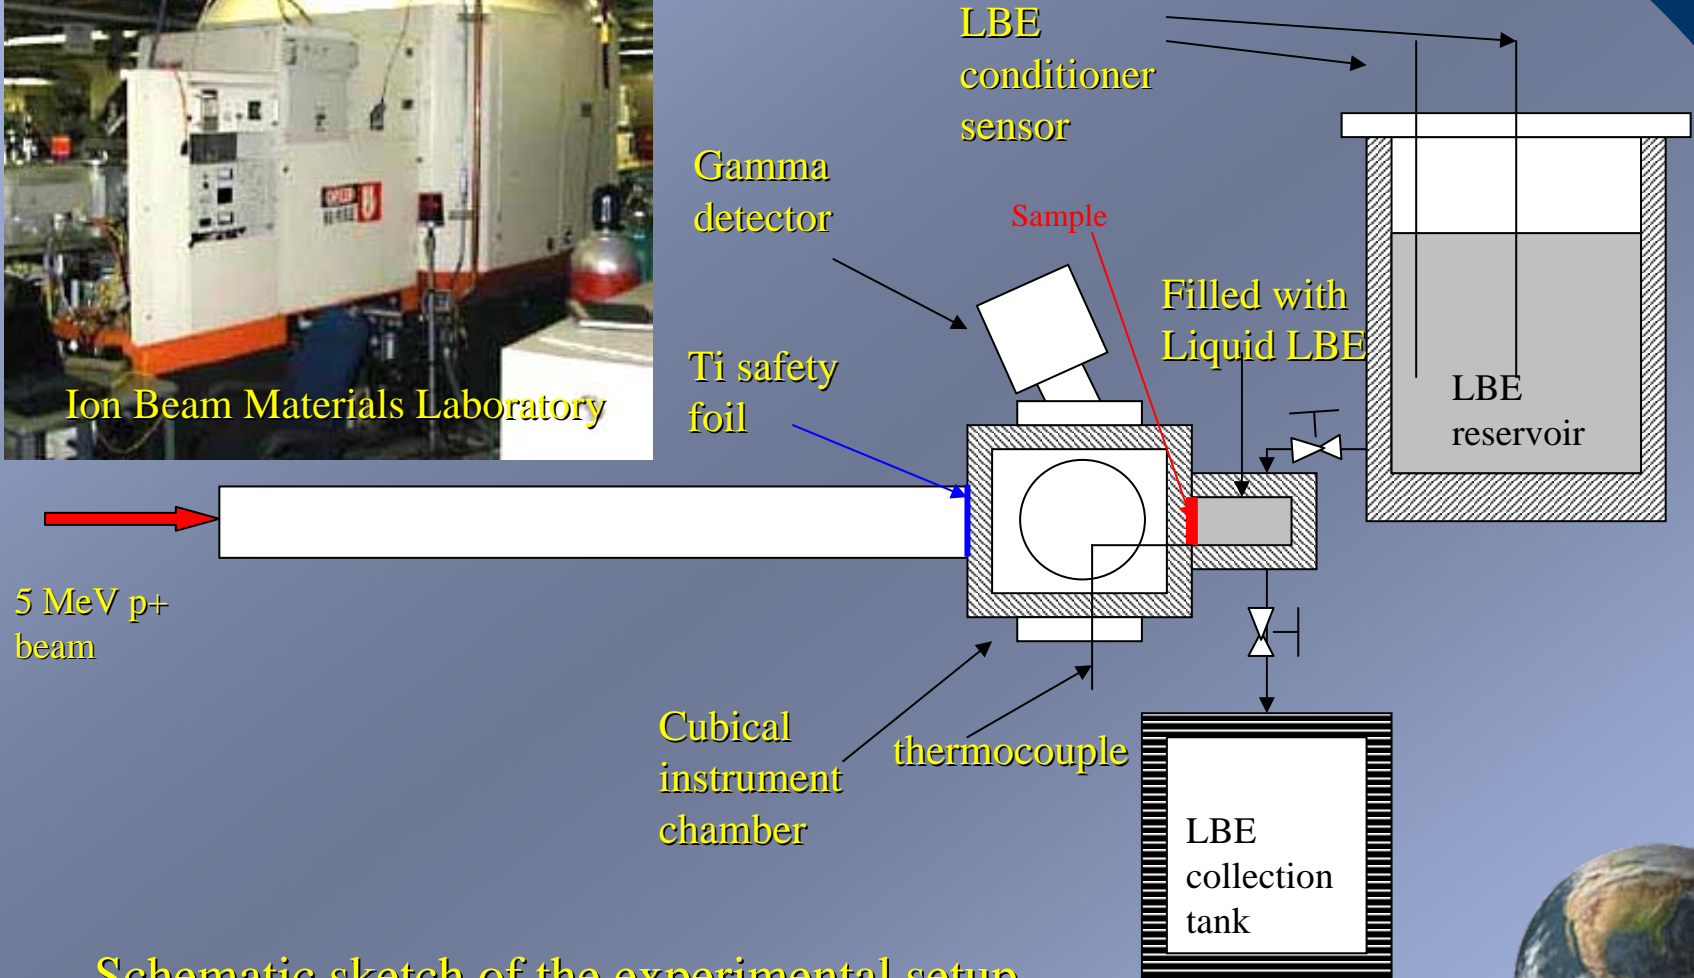 LBE
conditioner
sensor
Gamma
detector
Sample
Filled with
Liquid LBE
Ti safety
foil
Ion Beam Materials Laboratory
LBE
reservoir
5 MeV p+
beam
Cubical
instrument
chamber
thermocouple
LBE
collection
tank
Schematic sketch of the experimental setup